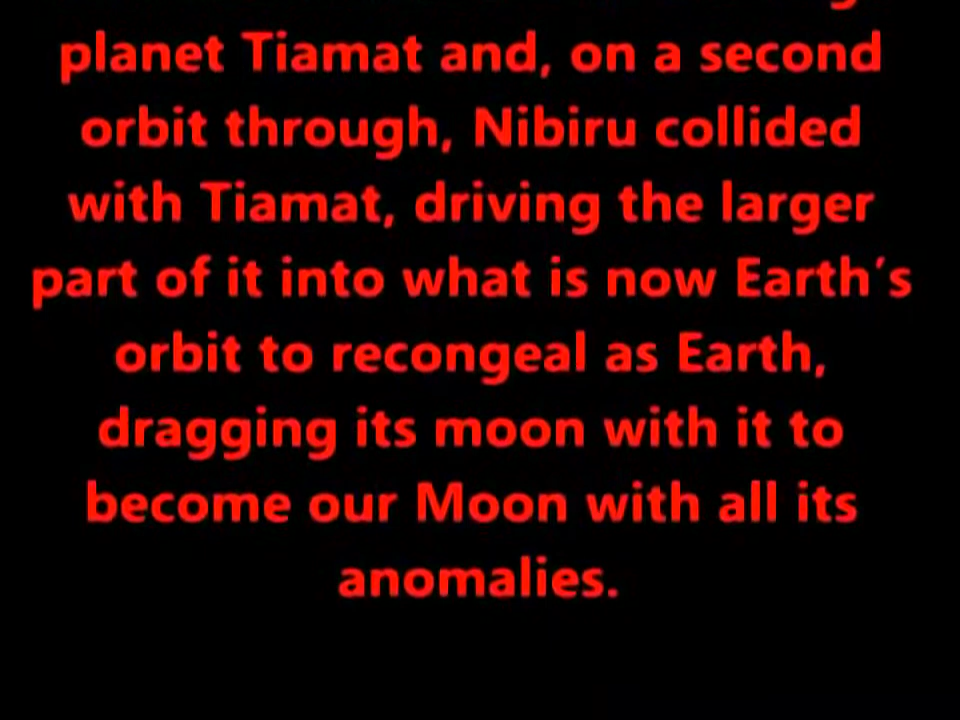 planet Tiamat and, on a second
orbit through, Nibiru collided
with Tiamat, driving the larger
part of it into what is now Earth's
orbit to recongeal as Earth,
dragging its moon with it to
become our Moon with all its
anomalies.